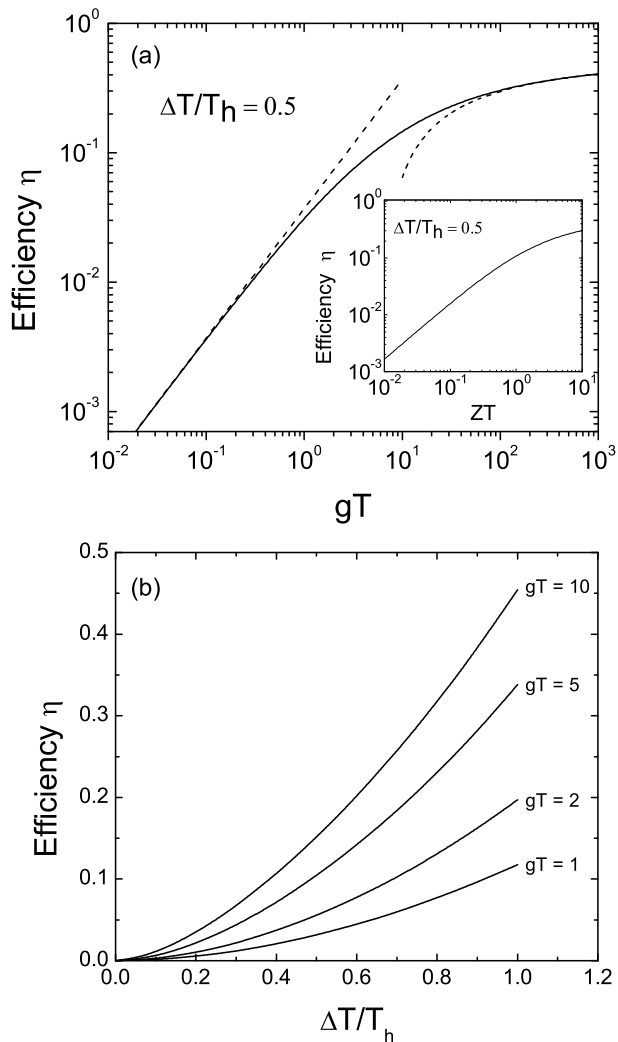 (a)
ΔT/Th = 0.5
Efficiency η
10^0
10^-1
10^-2
10^-3
10^-2
10^-1
10^0
10^1
10^2
10^3
gT
ΔT/Th = 0.5
Efficiency η
10^0
10^-1
10^-2
10^-3
10^-2
10^-1
10^0
10^1
ZT
(b)
Efficiency η
0.5
0.4
0.3
0.2
0.1
0.0
gT = 10
gT = 5
gT = 2
gT = 1
0.0 0.2 0.4 0.6 0.8 1.0 1.2
ΔT/Th